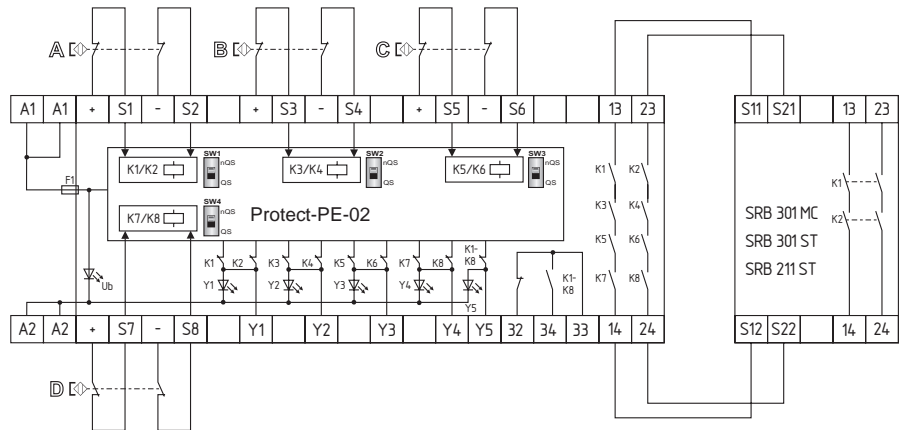 A B C
A1 A1 + S1 - S2 + S3 - S4 + S5 - S6 13 23 S11 S21 13 23
SW1 nQS QS
K1/K2
SW2 nQS QS
K3/K4
SW3 nQS QS
K5/K6
F1
SW4 nQS QS
K7/K8
Protect-PE-02
K1 K2
K3 K4
K5 K6
K7 K8
K1
K2
SRB 301 MC
SRB 301 ST
SRB 211 ST
Ub
K1 K2 K3 K4 K5 K6 K7 K8 K1-
K8
Y1 Y2 Y3 Y4 Y5
K1-
K8
A2 A2 + S7 - S8 Y1 Y2 Y3 Y4 Y5 32 34 33 14 24 S12 S22 14 24
D